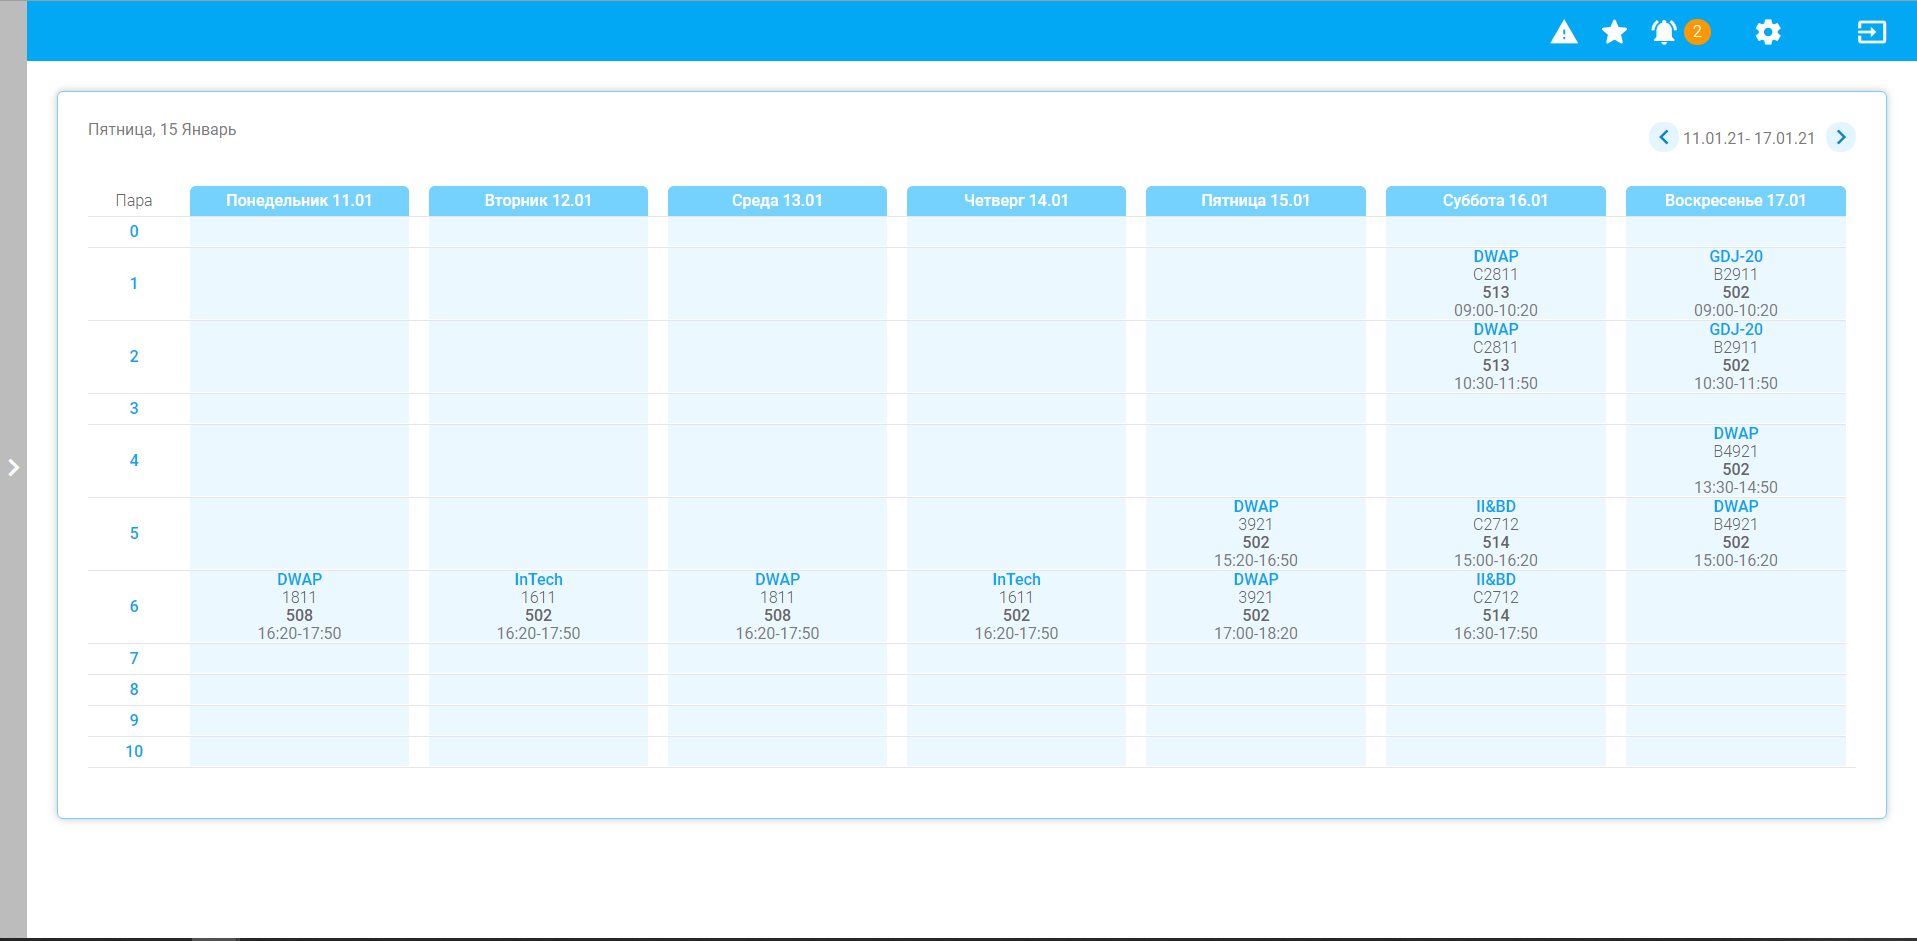 2
Пятница, 15 Январь
11.01.21- 17.01.21
Пара Понедельник 11.01 Вторник 12.01 Среда 13.01 Четверг 14.01 Пятница 15.01 Суббота 16.01 Воскресенье 17.01
0
1
DWAP
C2811
513
09:00-10:20
GDJ-20
B2911
502
09:00-10:20
2
DWAP
C2811
513
10:30-11:50
GDJ-20
B2911
502
10:30-11:50
3
4
DWAP
B4921
502
13:30-14:50
5
DWAP
3921
502
15:20-16:50
II&BD
C2712
514
15:00-16:20
DWAP
B4921
502
15:00-16:20
6
DWAP
1811
508
16:20-17:50
InTech
1611
502
16:20-17:50
DWAP
1811
508
16:20-17:50
InTech
1611
502
16:20-17:50
DWAP
3921
502
17:00-18:20
II&BD
C2712
514
16:30-17:50
7
8
9
10